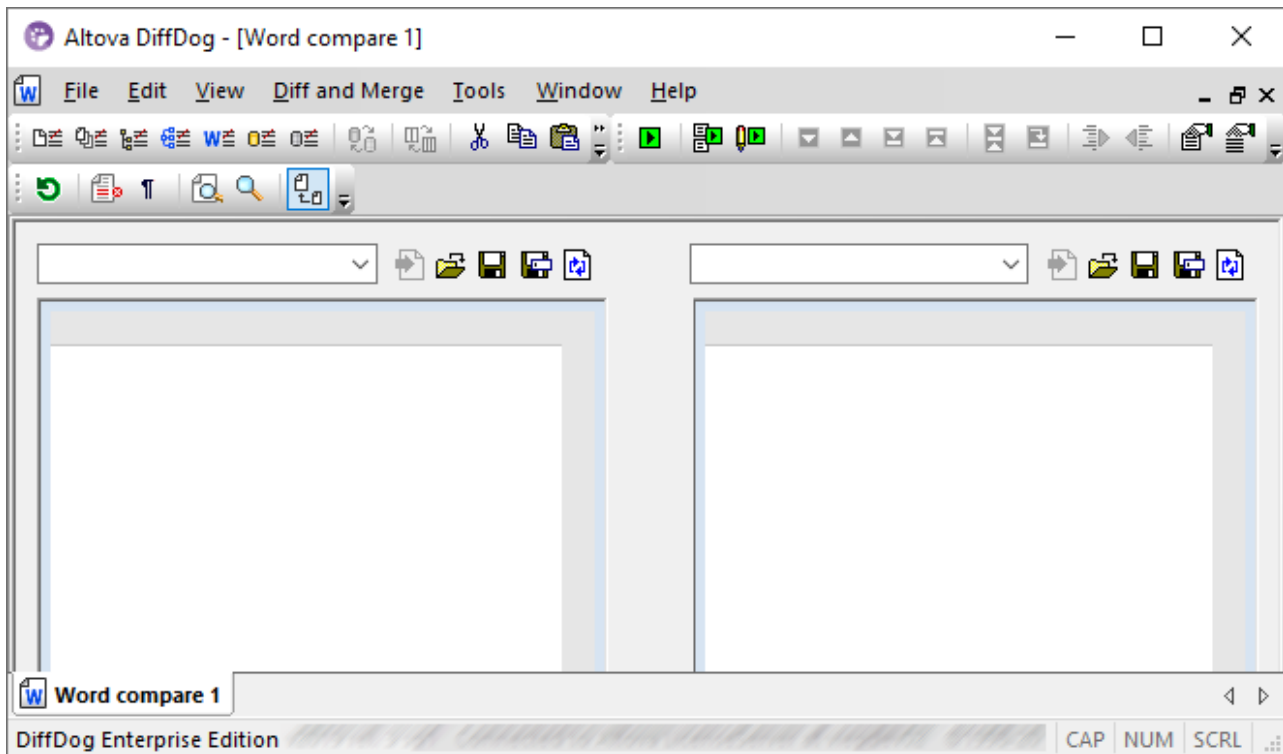 Altova DiffDog - [Word compare 1]
File Edit View Diff and Merge Tools Window Help
Word compare 1
DiffDog Enterprise Edition CAP NUM SCRL